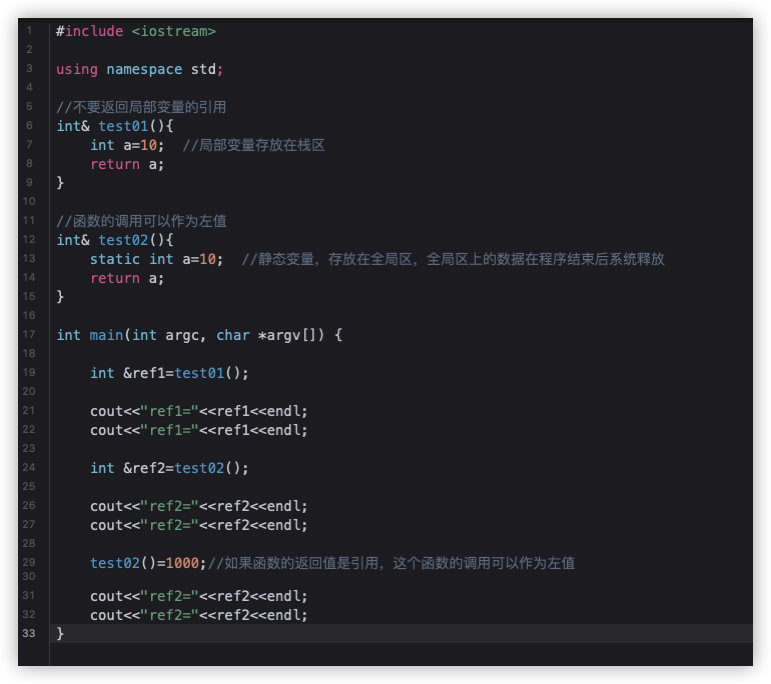 1 #include <iostream>
2
3 using namespace std;
4
5 //不要返回局部变量的引用
6 int& test01(){
7     int a=10;  //局部变量存放在栈区
8     return a;
9 }
10
11 //函数的调用可以作为左值
12 int& test02(){
13     static int a=10;  //静态变量，存放在全局区，全局区上的数据在程序结束后系统释放
14     return a;
15 }
16
17 int main(int argc, char *argv[]) {
18
19     int &ref1=test01();
20
21     cout<<"ref1="<<ref1<<endl;
22     cout<<"ref1="<<ref1<<endl;
23
24     int &ref2=test02();
25
26     cout<<"ref2="<<ref2<<endl;
27     cout<<"ref2="<<ref2<<endl;
28
29     test02()=1000;//如果函数的返回值是引用，这个函数的调用可以作为左值
30
31     cout<<"ref2="<<ref2<<endl;
32     cout<<"ref2="<<ref2<<endl;
33 }